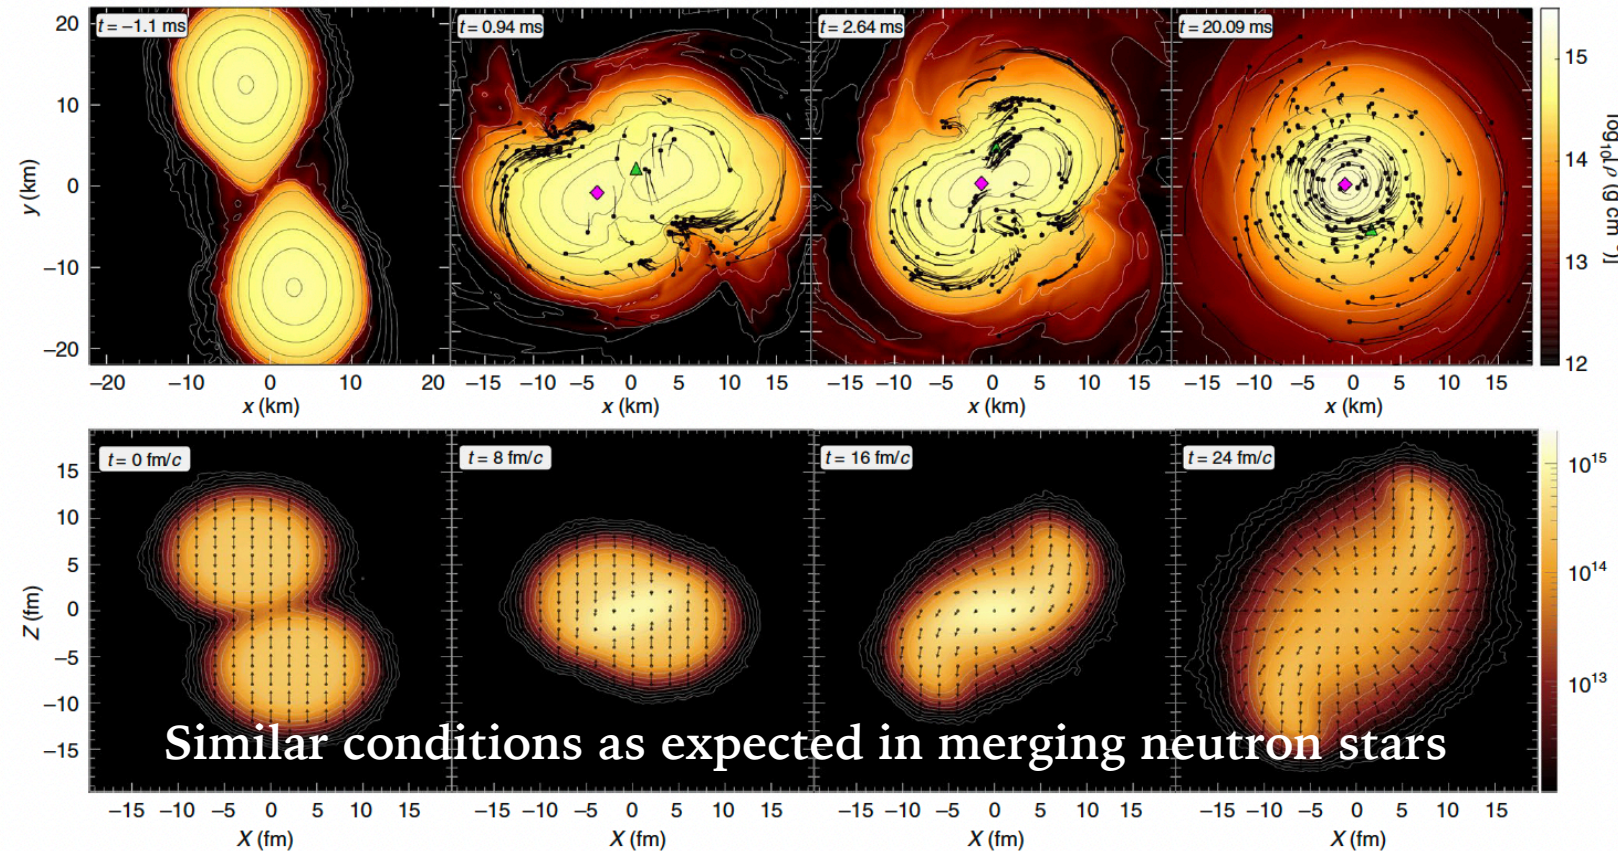 t = −1.1 ms
t = 0.94 ms
t = 2.64 ms
t = 20.09 ms
20
10
0
−10
−20
y (km)
−20 −10 0 10 20
−15 −10 −5 0 5 10 15
−15 −10 −5 0 5 10 15
−15 −10 −5 0 5 10 15
x (km)
x (km)
x (km)
x (km)
15
14
13
12
log10[ρ (g cm
t = 0 fm/c
t = 8 fm/c
t = 16 fm/c
t = 24 fm/c
15
10
5
0
−5
−10
−15
Z (fm)
10^15
10^14
10^13
Similar conditions as expected in merging neutron stars
−15 −10 −5 0 5 10 15
−15 −10 −5 0 5 10 15
−15 −10 −5 0 5 10 15
−15 −10 −5 0 5 10 15
X (fm)
X (fm)
X (fm)
X (fm)